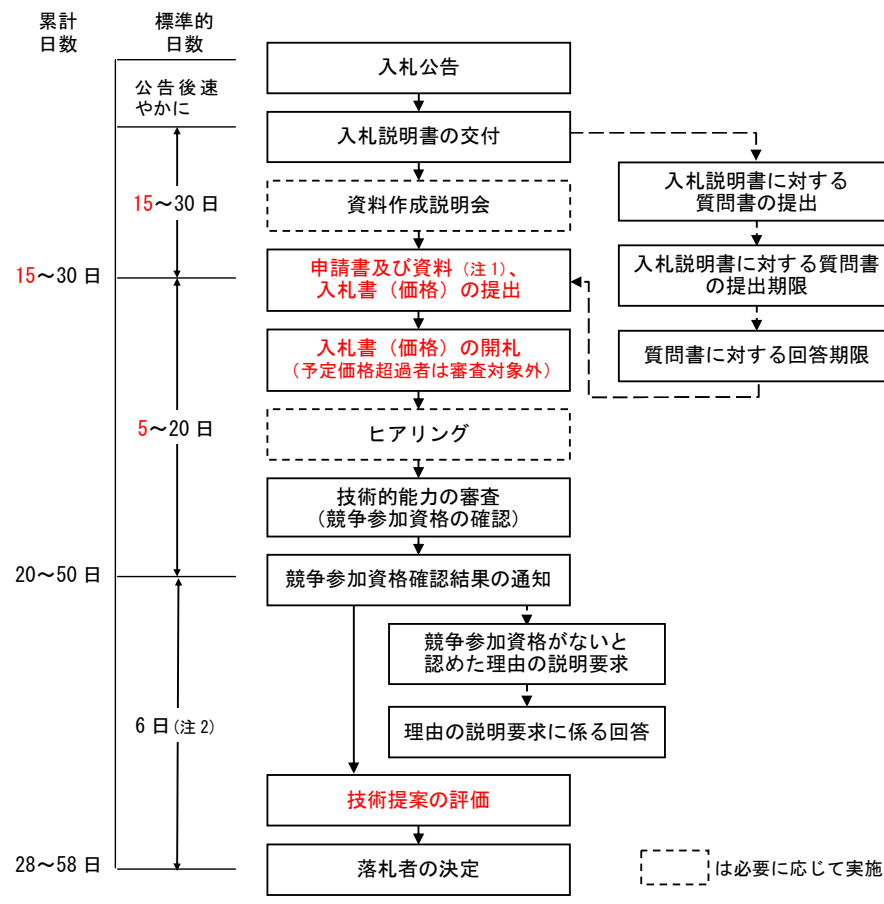 累計
日数
標準的
日数
入札公告
公告後速
やかに
入札説明書の交付
入札説明書に対する
質問書の提出
15～30 日
資料作成説明会
15～30 日
申請書及び資料（注 1）、
入札書（価格）の提出
入札説明書に対する質問書
の提出期限
入札書（価格）の開札
（予定価格超過者は審査対象外）
質問書に対する回答期限
5～20 日
ヒアリング
技術的能力の審査
（競争参加資格の確認）
20～50 日
競争参加資格確認結果の通知
競争参加資格がないと
認めた理由の説明要求
6 日（注 2）
理由の説明要求に係る回答
技術提案の評価
28～58 日
落札者の決定
は必要に応じて実施